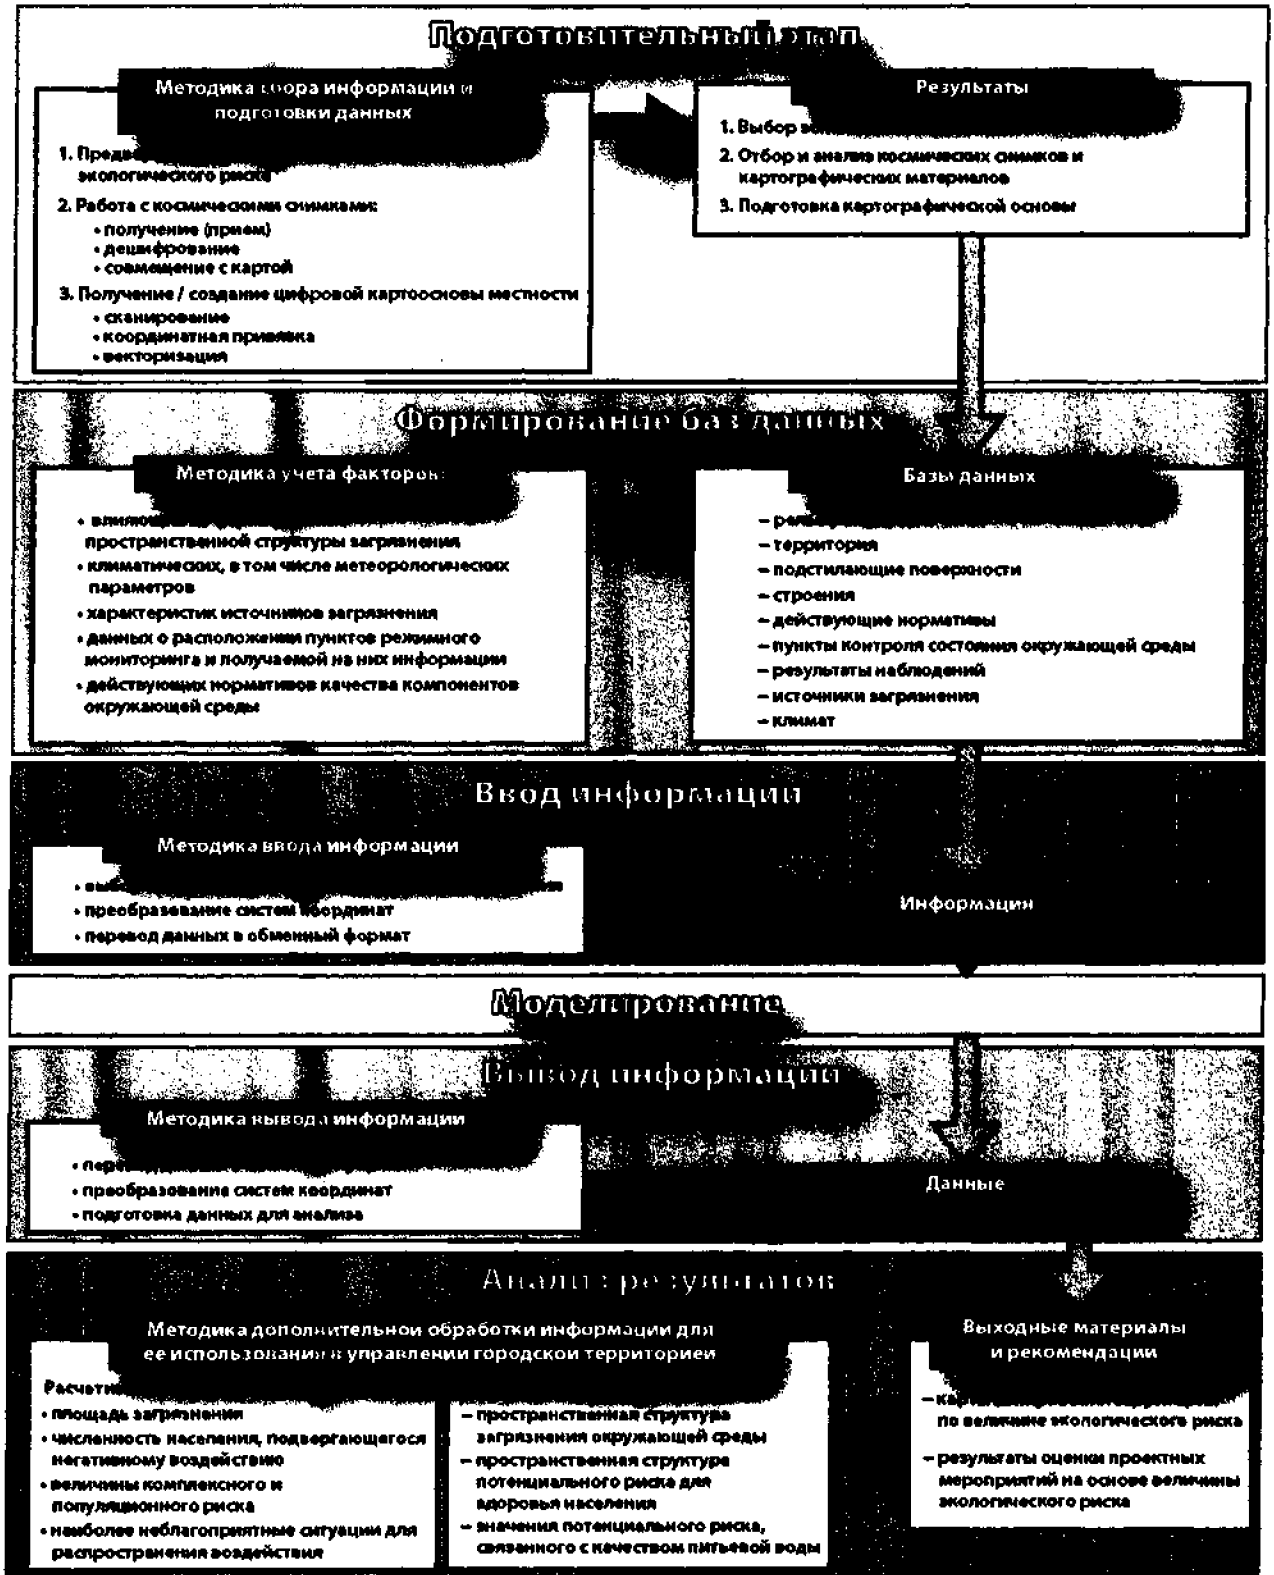 Подготовительный этап
Методика сбора информации и
подготовки данных
1.
экологического риска
2. Работа с космическими снимками:
• получение (прием)
• дешифрование
• совмещение с картой
3. Получение / создание цифровой картоосновы местности
• сканирование
• координатная привязка
• векторизация
Результаты
1. Выбор
2. Отбор и анализ космических снимков и
картографических материалов
3. Подготовка картографической основы
Формирование баз данных
Методика учета факторов:
•
пространственной структуры загрязнения
• климатических, в том числе метеорологических
параметров
• характеристик источников загрязнения
• данных о расположении пунктов режимного
мониторинга и получаемой на них информации
• действующих нормативов качества компонентов
окружающей среды
Базы данных
–
– территория
– подстилающие поверхности
– строения
– действующие нормативы
– пункты контроля состояния окружающей среды
– результаты наблюдений
– источники загрязнения
– климат
Ввод информации
Методика ввода информации
•
• преобразование систем координат
• перевод данных в обменный формат
Информация
Моделирование
Вывод информации
Методика вывода информации
•
• преобразование систем координат
• подготовка данных для анализа
Данные
Анализ результатов
Методика дополнительной обработки информации для
ее использования в управлении городской территорией
• площадь загрязнения
• численность населения, подвергающегося
негативному воздействию
• величины комплексного и
популяционного риска
• наиболее неблагоприятные ситуации для
распространения воздействия
– пространственная структура
загрязнения окружающей среды
– пространственная структура
потенциального риска для
здоровья населения
– значения потенциального риска,
связанного с качеством питьевой воды
Выходные материалы
и рекомендации
–
по величине экологического риска
– результаты оценки проектных
мероприятий на основе величины
экологического риска